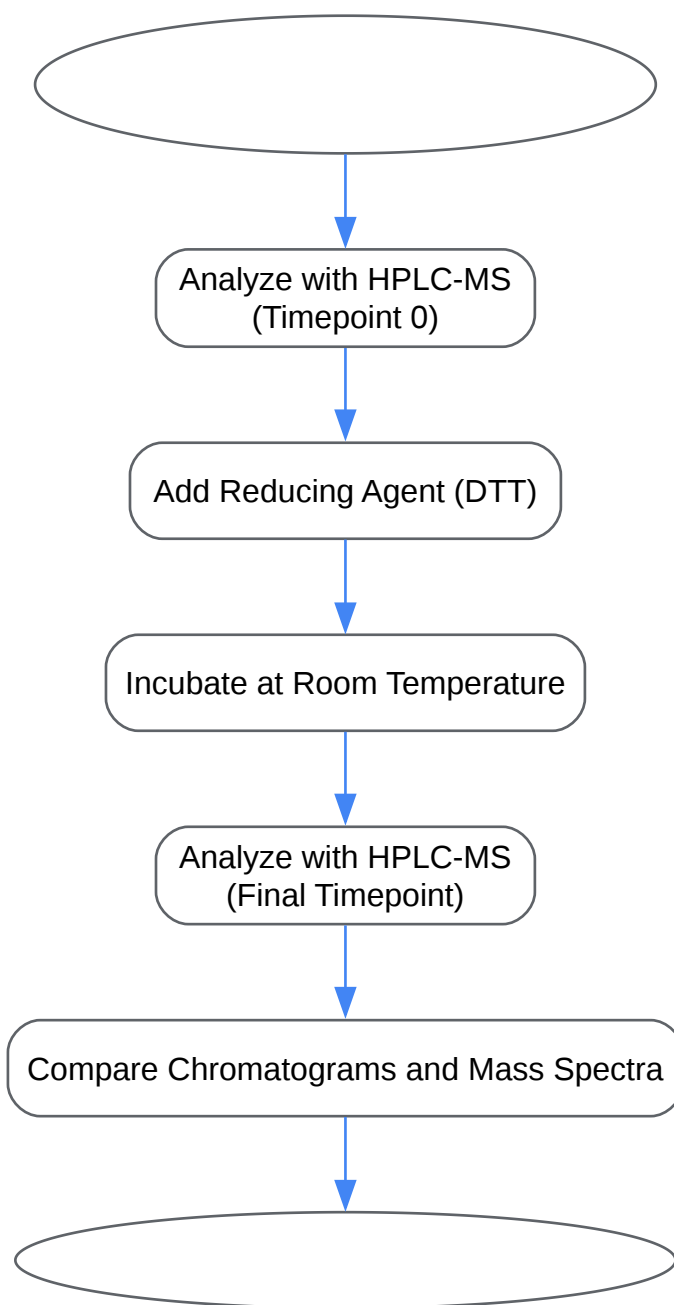 Analyze with HPLC-MS
(Timepoint 0)
Add Reducing Agent (DTT)
Incubate at Room Temperature
Analyze with HPLC-MS
(Final Timepoint)
Compare Chromatograms and Mass Spectra